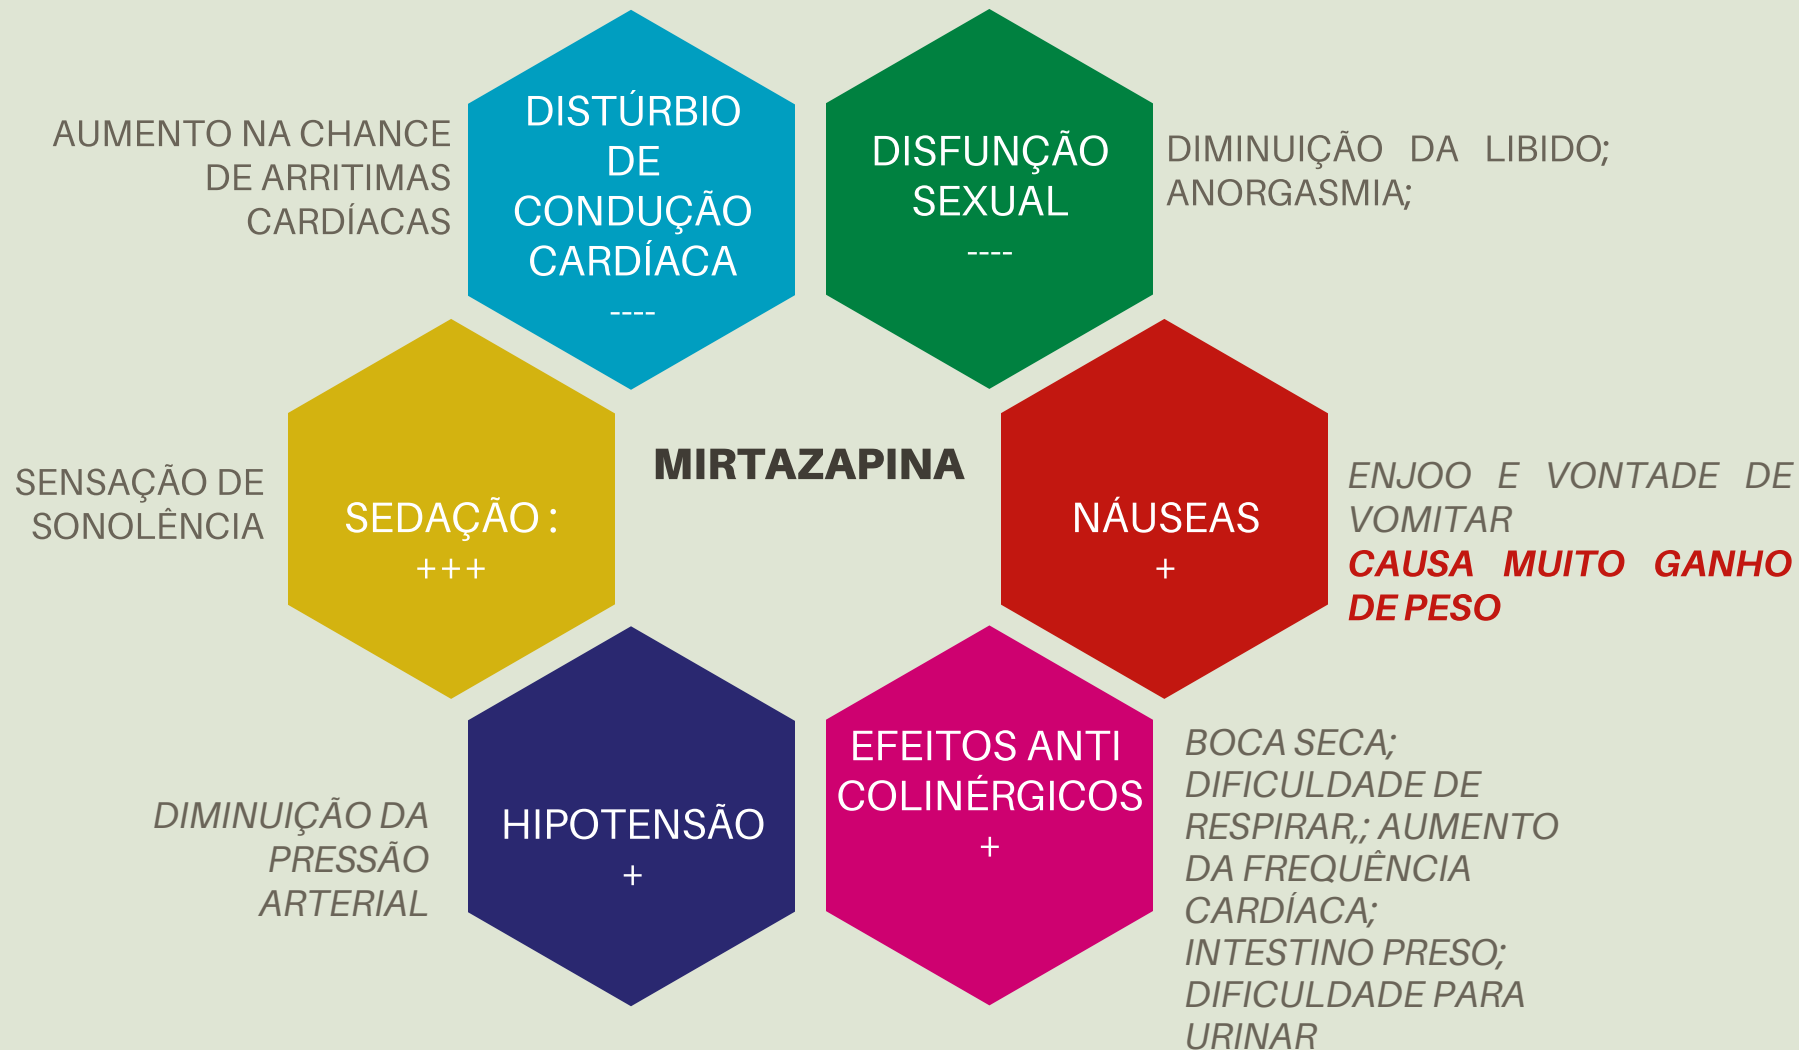 AUMENTO NA CHANCE
DE ARRITIMAS
CARDÍACAS
DISTÚRBIO
DE
CONDUÇÃO
CARDÍACA
----
DISFUNÇÃO
SEXUAL
----
DIMINUIÇÃO DA LIBIDO;
ANORGASMIA;
SENSAÇÃO DE
SONOLÊNCIA
SEDAÇÃO :
+++
MIRTAZAPINA
NÁUSEAS
+
ENJOO E VONTADE DE
VOMITAR
CAUSA MUITO GANHO
DE PESO
DIMINUIÇÃO DA
PRESSÃO
ARTERIAL
HIPOTENSÃO
+
EFEITOS ANTI
COLINÉRGICOS
+
BOCA SECA;
DIFICULDADE DE
RESPIRAR,; AUMENTO
DA FREQUÊNCIA
CARDÍACA;
INTESTINO PRESO;
DIFICULDADE PARA
URINAR